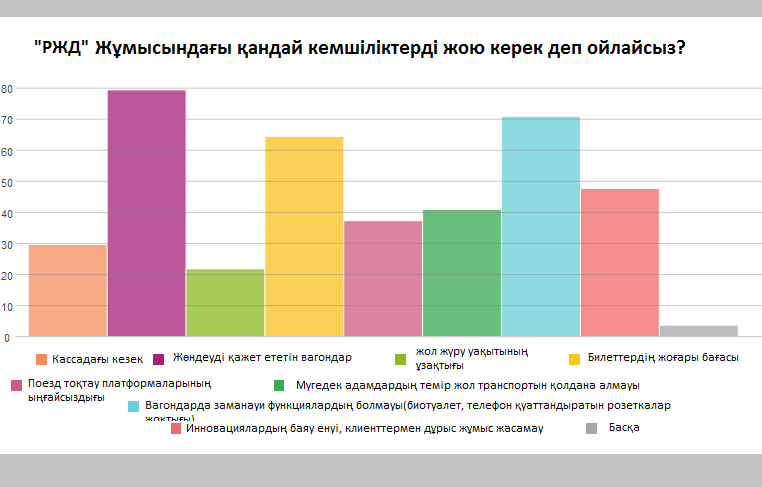 "РЖД" Жұмысындағы қандай кемшіліктерді жою керек деп ойлайсыз?
80
70
60
50
40
30
20
10
0
Кассадағы кезек
Жөндеуді қажет ететін вагондар
жол жүру уақытының
ұзақтығы
Билеттердің жоғары бағасы
Поезд тоқтау платформаларының
ыңғайсыздығы
Мүгедек адамдардың темір жол транспортын қолдана алмауы
Вагондарда заманауи функциялардың болмауы(биотуалет, телефон қуаттандыратын розеткалар
жоқтығы)
Инновациялардың баяу енуі, клиенттермен дұрыс жұмыс жасамау
Басқа